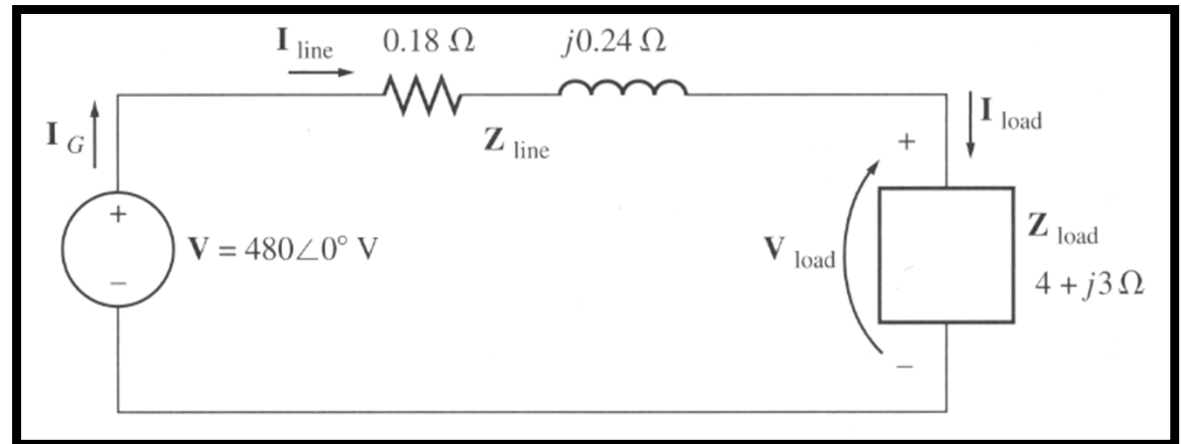 I line 0.18 Ω j0.24 Ω
I G
Z line
I load
+
+
V = 480∠0° V
−
V load
Z load
4 + j3 Ω
−